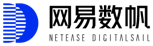 网易数帆
NETEASE DIGITALSAIL